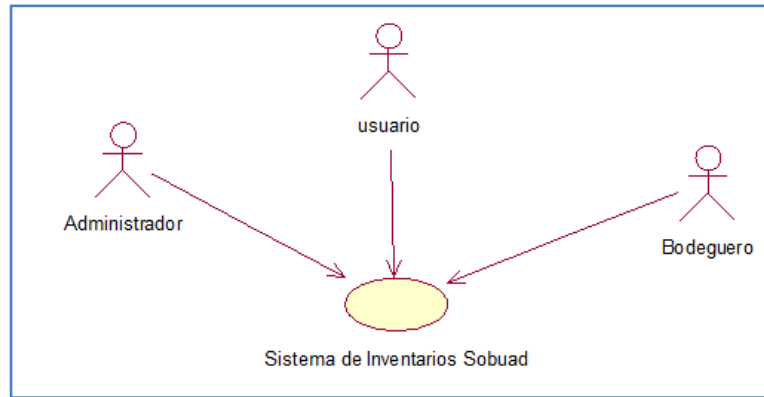 usuario
Administrador
Bodeguero
Sistema de Inventarios Sobuad